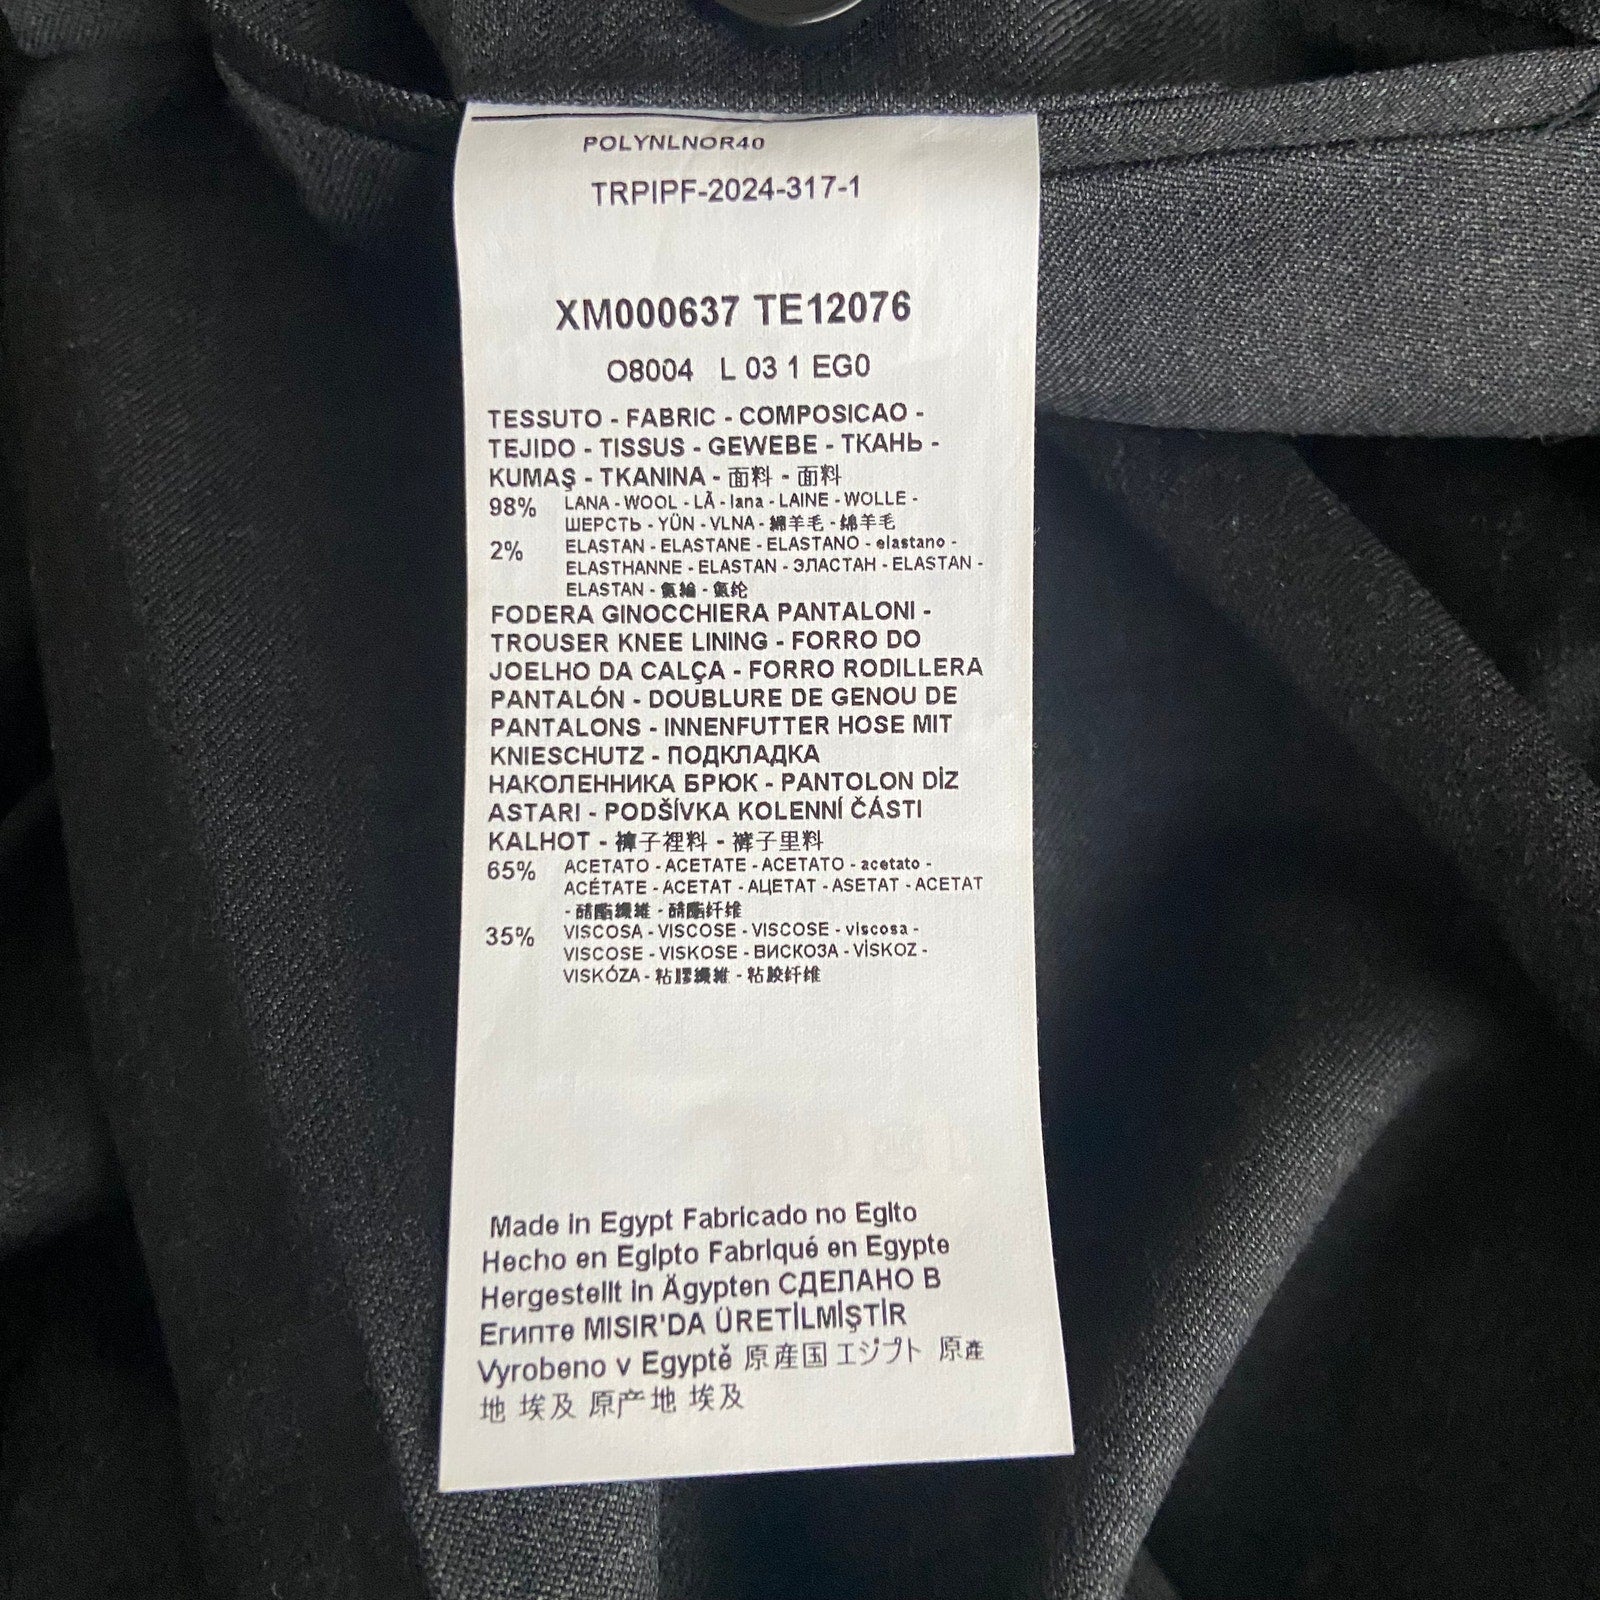 POLYNLNOR40
TRPIPF-2024-317-1
XM000637 TE12076
O8004 L 03 1 EG0
TESSUTO - FABRIC - COMPOSICAO -
TEJIDO - TISSUS - GEWEBE - ТКАНЬ -
KUMAŞ - TKANINA - 面料 - 面料
98% LANA - WOOL - LÃ - lana - LAINE - WOLLE -
ШЕРСТЬ - YÜN - VLNA - 綿羊毛 - 绵羊毛
2% ELASTAN - ELASTANE - ELASTANO - elastano -
ELASTHANNE - ELASTAN - ЭЛАСТАН - ELASTAN -
ELASTAN - 氨綸 - 氨纶
FODERA GINOCCHIERA PANTALONI -
TROUSER KNEE LINING - FORRO DO
JOELHO DA CALÇA - FORRO RODILLERA
PANTALÓN - DOUBLURE DE GENOU DE
PANTALONS - INNENFUTTER HOSE MIT
KNIESCHUTZ - ПОДКЛАДКА
НАКОЛЕННИКА БРЮК - PANTOLON DİZ
ASTARI - PODŠÍVKA KOLENNÍ ČÁSTI
KALHOT - 褲子裡料 - 裤子里料
65% ACETATO - ACETATE - ACETATO - acetato -
ACÉTATE - ACETAT - АЦЕТАТ - ASETAT - ACETAT
- 醋酯纖維 - 醋酯纤维
35% VISCOSA - VISCOSE - VISCOSE - viscosa -
VISCOSE - VISKOSE - ВИСКОЗА - VİSKOZ -
VISKÓZA - 粘膠纖維 - 粘胶纤维
Made in Egypt Fabricado no Egito
Hecho en Egipto Fabriqué en Egypte
Hergestellt in Ägypten СДЕЛАНО В
Египте MISIR'DA ÜRETİLMİŞTİR
Vyrobeno v Egyptě 原産国 エジプト 原產
地 埃及 原产地 埃及